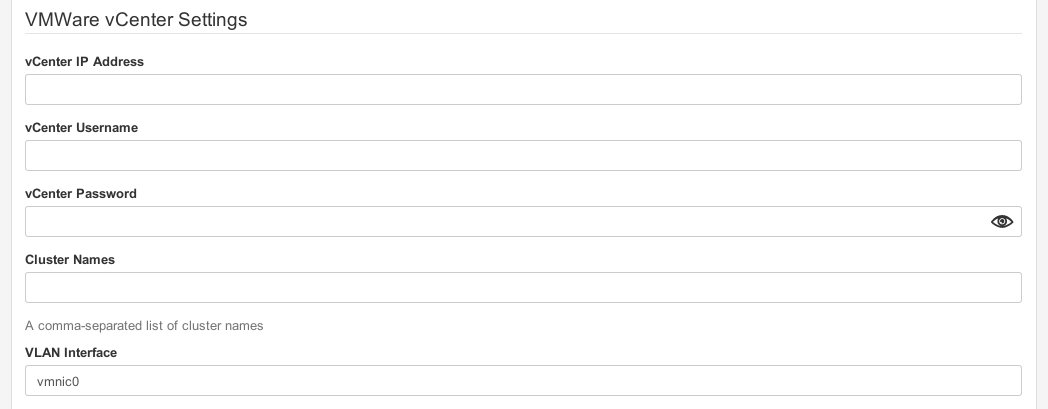 VMWare vCenter Settings
vCenter IP Address
vCenter Username
vCenter Password
Cluster Names
A comma-separated list of cluster names
VLAN Interface
vmnic0